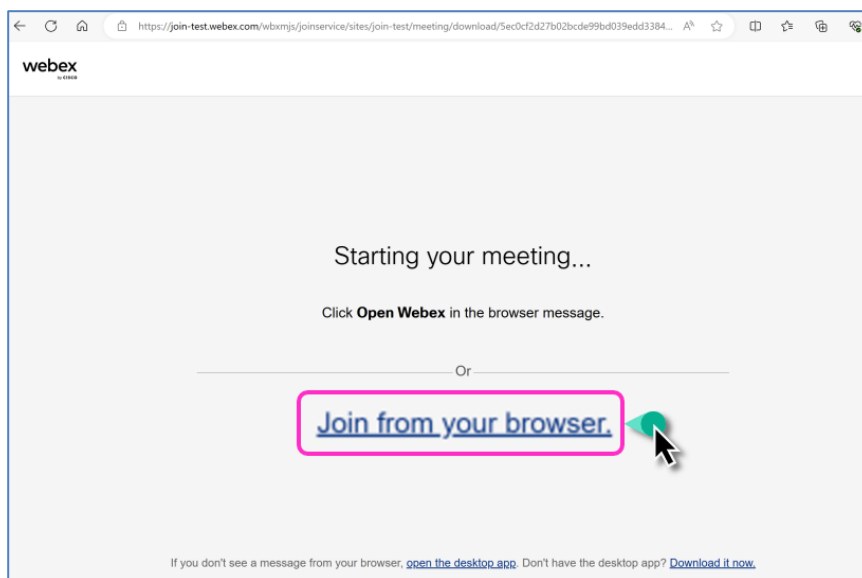 https://join-test.webex.com/wbxmjs/joinservice/sites/join-test/meeting/download/5ec0cf2d27b02bcde99bd039edd3384...
webex
by CISCO
Starting your meeting...
Click Open Webex in the browser message.
Or
Join from your browser.
If you don't see a message from your browser, open the desktop app. Don't have the desktop app? Download it now.